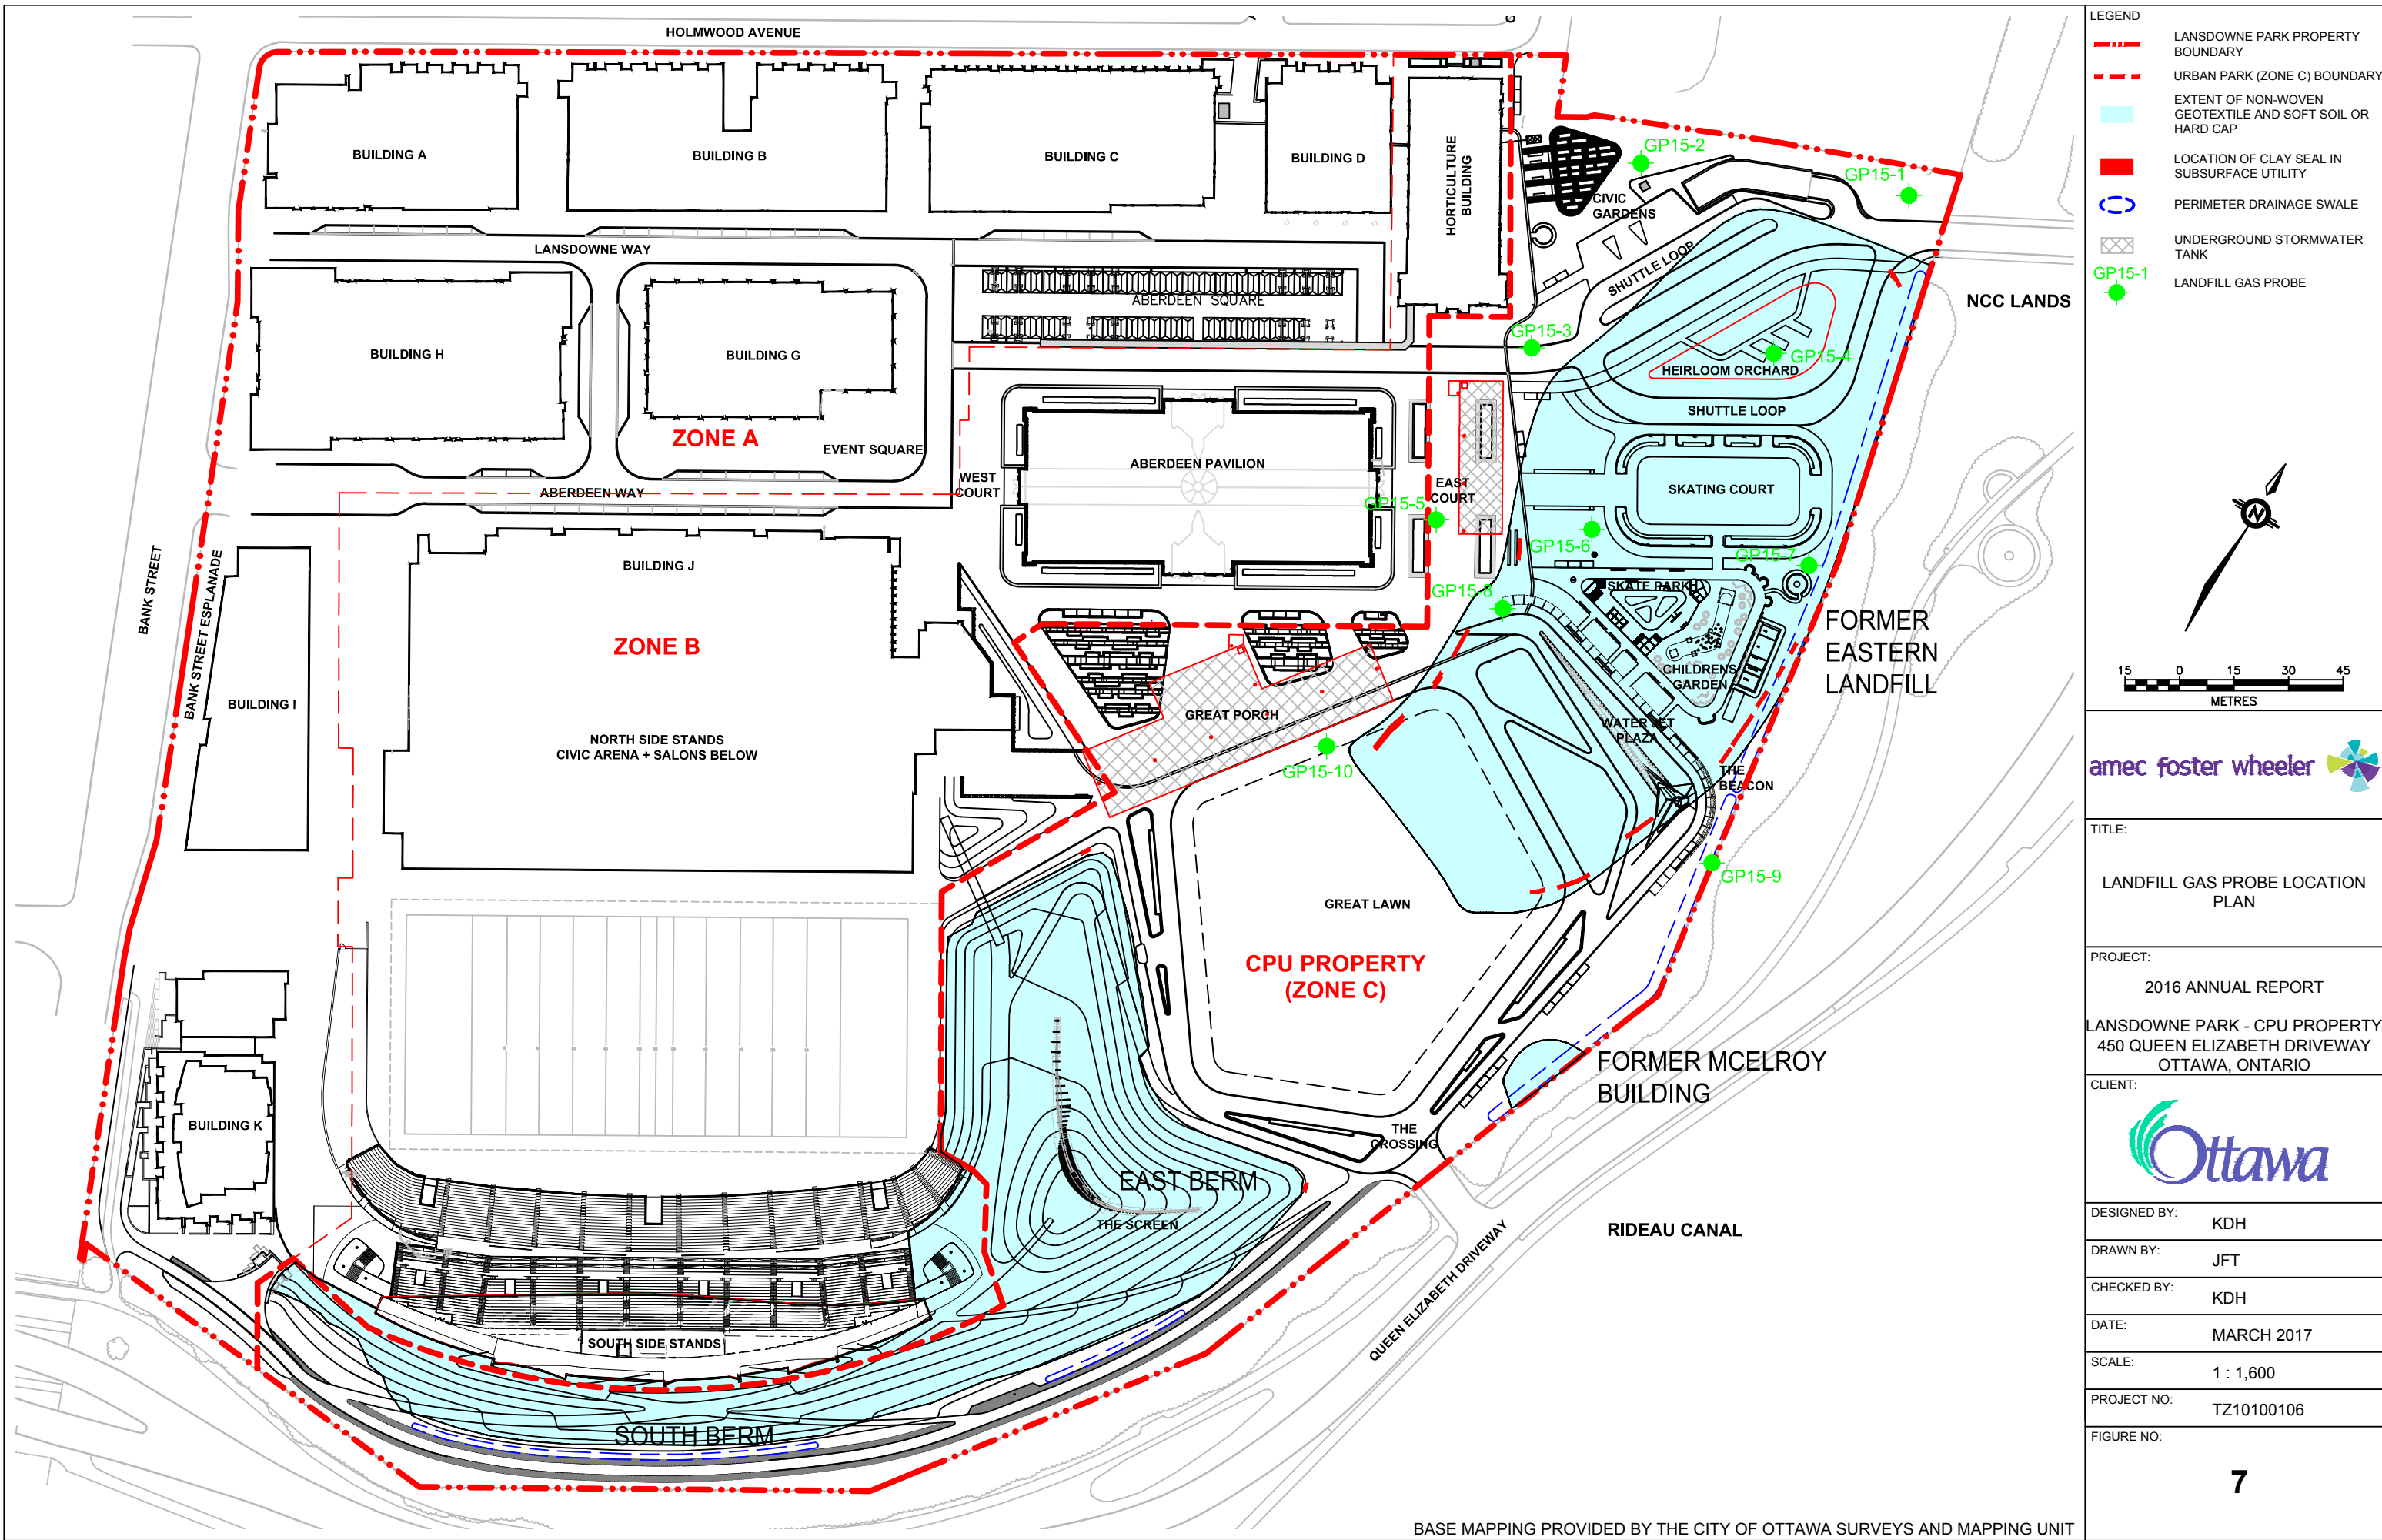 HOLMWOOD AVENUE
BUILDING A
BUILDING B
BUILDING C
BUILDING D
HORTICULTURE
BUILDING
CIVIC
GARDENS
GP15-2
GP15-1
LANSDOWNE WAY
SHUTTLE LOOP
ABERDEEN SQUARE
NCC LANDS
BUILDING H
BUILDING G
GP15-3
GP15-4
HEIRLOOM ORCHARD
SHUTTLE LOOP
ZONE A
EVENT SQUARE
ABERDEEN PAVILION
WEST
COURT
EAST
COURT
SKATING COURT
ABERDEEN WAY
GP15-5
GP15-6
GP15-7
BANK STREET
BANK STREET ESPLANADE
BUILDING J
GP15-8
SKATE PARK
FORMER
EASTERN
LANDFILL
ZONE B
CHILDRENS
GARDEN
BUILDING I
GREAT PORCH
WATER JET
PLAZA
NORTH SIDE STANDS
CIVIC ARENA + SALONS BELOW
GP15-10
THE
BEACON
GP15-9
GREAT LAWN
CPU PROPERTY
(ZONE C)
FORMER MCELROY
BUILDING
BUILDING K
THE
CROSSING
EAST BERM
THE SCREEN
RIDEAU CANAL
QUEEN ELIZABETH DRIVEWAY
SOUTH SIDE STANDS
SOUTH BERM
BASE MAPPING PROVIDED BY THE CITY OF OTTAWA SURVEYS AND MAPPING UNIT
LEGEND
LANSDOWNE PARK PROPERTY
BOUNDARY
URBAN PARK (ZONE C) BOUNDARY
EXTENT OF NON-WOVEN
GEOTEXTILE AND SOFT SOIL OR
HARD CAP
LOCATION OF CLAY SEAL IN
SUBSURFACE UTILITY
PERIMETER DRAINAGE SWALE
UNDERGROUND STORMWATER
TANK
GP15-1
LANDFILL GAS PROBE
N
15 0 15 30 45
METRES
amec foster wheeler
TITLE:
LANDFILL GAS PROBE LOCATION
PLAN
PROJECT:
2016 ANNUAL REPORT
LANSDOWNE PARK - CPU PROPERTY
450 QUEEN ELIZABETH DRIVEWAY
OTTAWA, ONTARIO
CLIENT:
Ottawa
DESIGNED BY:
KDH
DRAWN BY:
JFT
CHECKED BY:
KDH
DATE:
MARCH 2017
SCALE:
1 : 1,600
PROJECT NO:
TZ10100106
FIGURE NO:
7